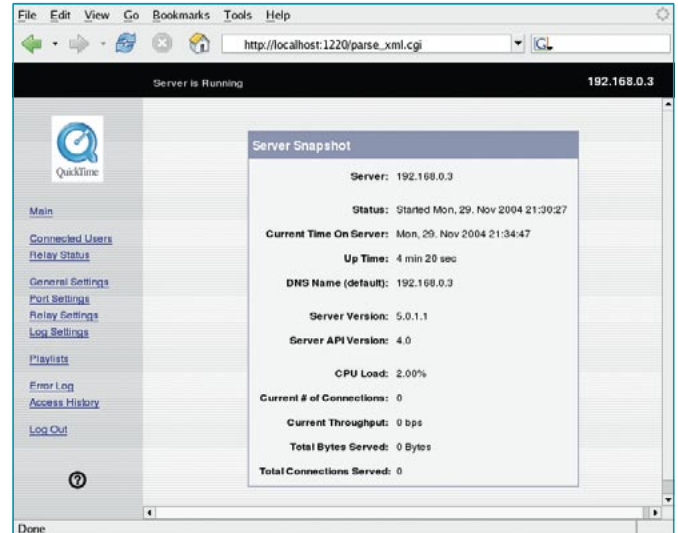 File Edit View Go Bookmarks Tools Help
http://localhost:1220/parse_xml.cgi
G
Server is Running 192.168.0.3
QuickTime
Main
Connected Users
Relay Status
General Settings
Port Settings
Relay Settings
Log Settings
Playlists
Error Log
Access History
Log Out
?
Server Snapshot
Server: 192.168.0.3
Status: Started Mon, 29. Nov 2004 21:30:27
Current Time On Server: Mon, 29. Nov 2004 21:34:47
Up Time: 4 min 20 sec
DNS Name (default): 192.168.0.3
Server Version: 5.0.1.1
Server API Version: 4.0
CPU Load: 2.00%
Current # of Connections: 0
Current Throughput: 0 bps
Total Bytes Served: 0 Bytes
Total Connections Served: 0
Done